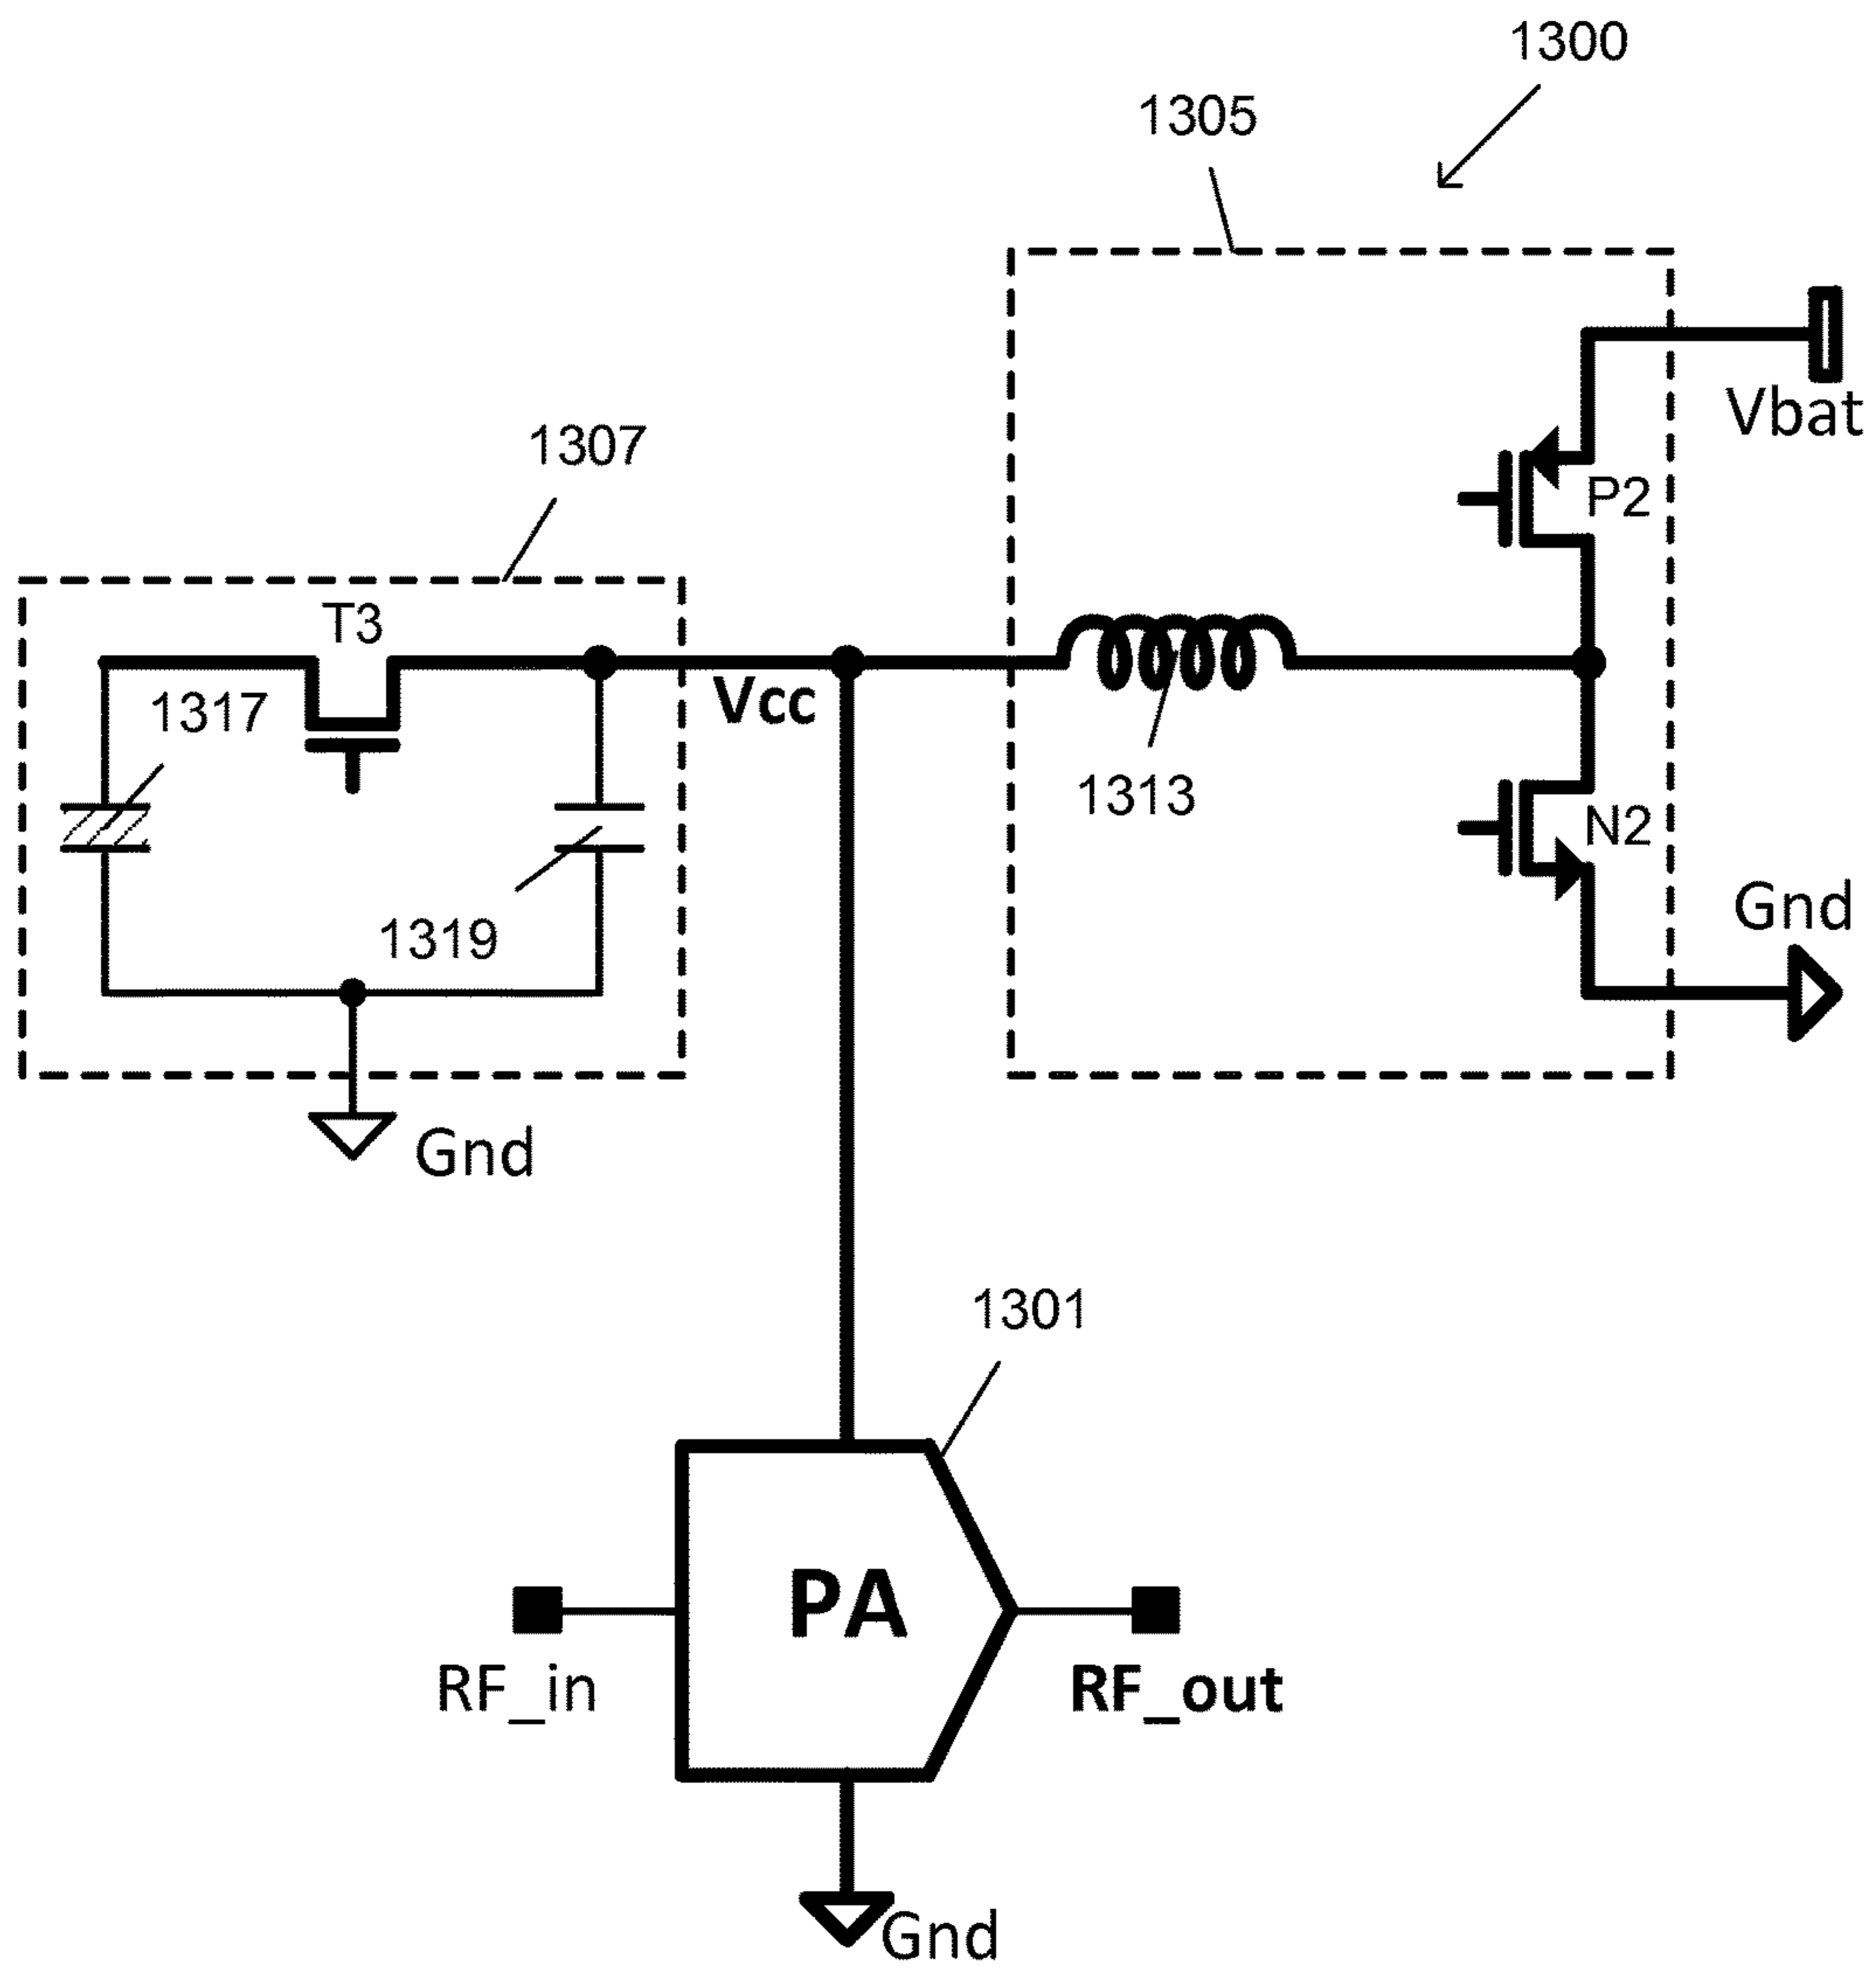 1300
1305
Vbat
1307
P2
T3
1317
Vcc
1313
N2
Gnd
1319
Gnd
1301
PA
RF_in
RF_out
Gnd